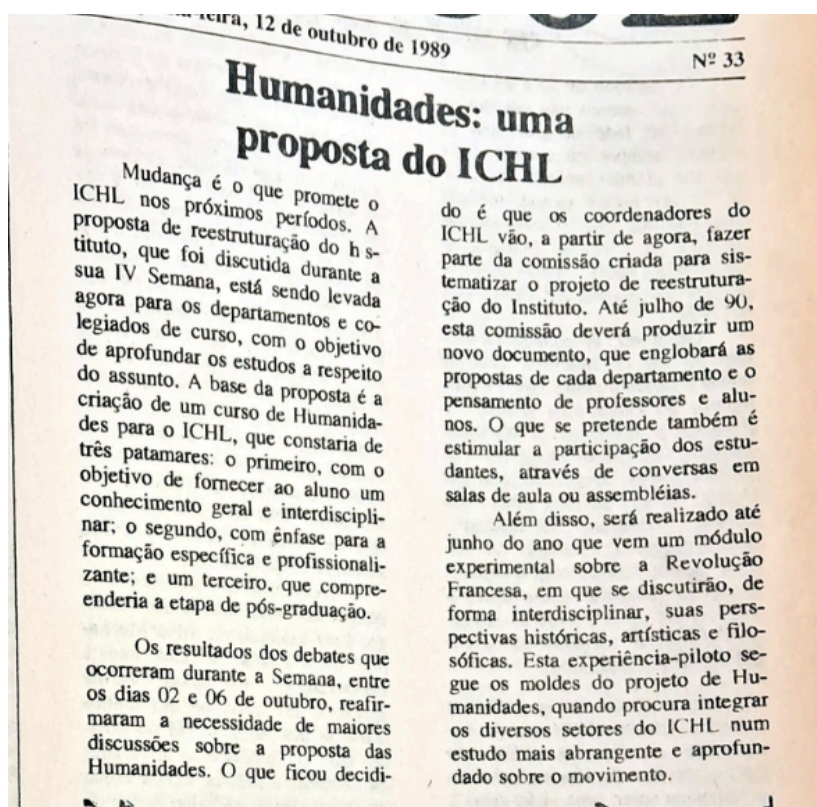 feira, 12 de outubro de 1989
Nº 33
Humanidades: uma
proposta do ICHL
Mudança é o que promete o
ICHL nos próximos períodos. A
proposta de reestruturação do h s-
tituto, que foi discutida durante a
sua IV Semana, está sendo levada
agora para os departamentos e co-
legiados de curso, com o objetivo
de aprofundar os estudos a respeito
do assunto. A base da proposta é a
criação de um curso de Humanida-
des para o ICHL, que constaria de
três patamares: o primeiro, com o
objetivo de fornecer ao aluno um
conhecimento geral e interdiscipli-
nar; o segundo, com ênfase para a
formação específica e profissionali-
zante; e um terceiro, que compre-
enderia a etapa de pós-graduação.
Os resultados dos debates que
ocorreram durante a Semana, entre
os dias 02 e 06 de outubro, reafir-
maram a necessidade de maiores
discussões sobre a proposta das
Humanidades. O que ficou decidi-
do é que os coordenadores do
ICHL vão, a partir de agora, fazer
parte da comissão criada para sis-
tematizar o projeto de reestrutura-
ção do Instituto. Até julho de 90,
esta comissão deverá produzir um
novo documento, que englobará as
propostas de cada departamento e o
pensamento de professores e alu-
nos. O que se pretende também é
estimular a participação dos estu-
dantes, através de conversas em
salas de aula ou assembléias.
Além disso, será realizado até
junho do ano que vem um módulo
experimental sobre a Revolução
Francesa, em que se discutirão, de
forma interdisciplinar, suas pers-
pectivas históricas, artísticas e filo-
sóficas. Esta experiência-piloto se-
gue os moldes do projeto de Hu-
manidades, quando procura integrar
os diversos setores do ICHL num
estudo mais abrangente e aprofun-
dado sobre o movimento.